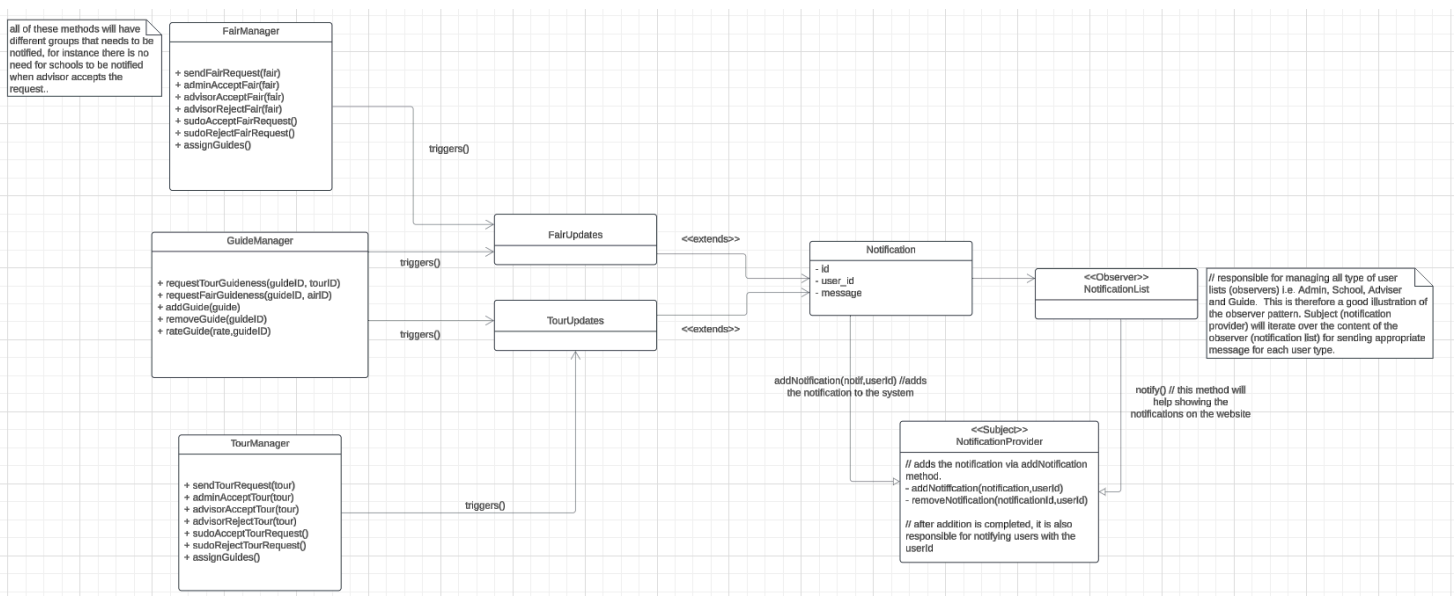 all of these methods will have
different groups that needs to be
notified, for instance there is no
need for schools to be notified
when advisor accepts the
request..
FairManager
+ sendFairRequest(fair)
+ adminAcceptFair(fair)
+ advisorAcceptFair(fair)
+ advisorRejectFair(fair)
+ sudoAcceptFairRequest()
+ sudoRejectFairRequest()
+ assignGuides()
triggers()
GuideManager
+ requestTourGuideness(guideID, tourID)
+ requestFairGuideness(guideID, airID)
+ addGuide(guide)
+ removeGuide(guideID)
+ rateGuide(rate,guideID)
triggers()
triggers()
FairUpdates
TourUpdates
<<extends>>
<<extends>>
Notification
- id
- user_id
- message
<<Observer>>
NotificationList
// responsible for managing all type of user
lists (observers) i.e. Admin, School, Adviser
and Guide. This is therefore a good illustration of
the observer pattern. Subject (notification
provider) will iterate over the content of the
observer (notification list) for sending appropriate
message for each user type.
addNotification(notif,userId) //adds
the notification to the system
notify() // this method will
help showing the
notifications on the website
<<Subject>>
NotificationProvider
// adds the notification via addNotification
method.
- addNotification(notification,userId)
- removeNotification(notificationId,userId)
// after addition is completed, it is also
responsible for notifying users with the
userId
TourManager
+ sendTourRequest(tour)
+ adminAcceptTour(tour)
+ advisorAcceptTour(tour)
+ advisorRejectTour(tour)
+ sudoAcceptTourRequest()
+ sudoRejectTourRequest()
+ assignGuides()
triggers()